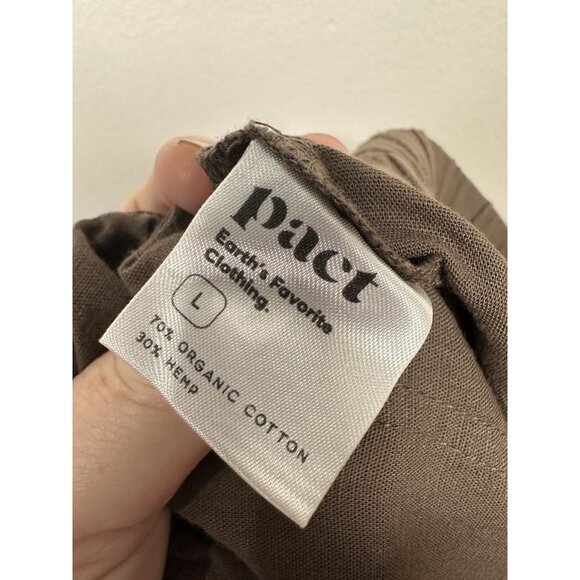 pact
Earth's Favorite
Clothing.
L
70% ORGANIC COTTON
30% HEMP